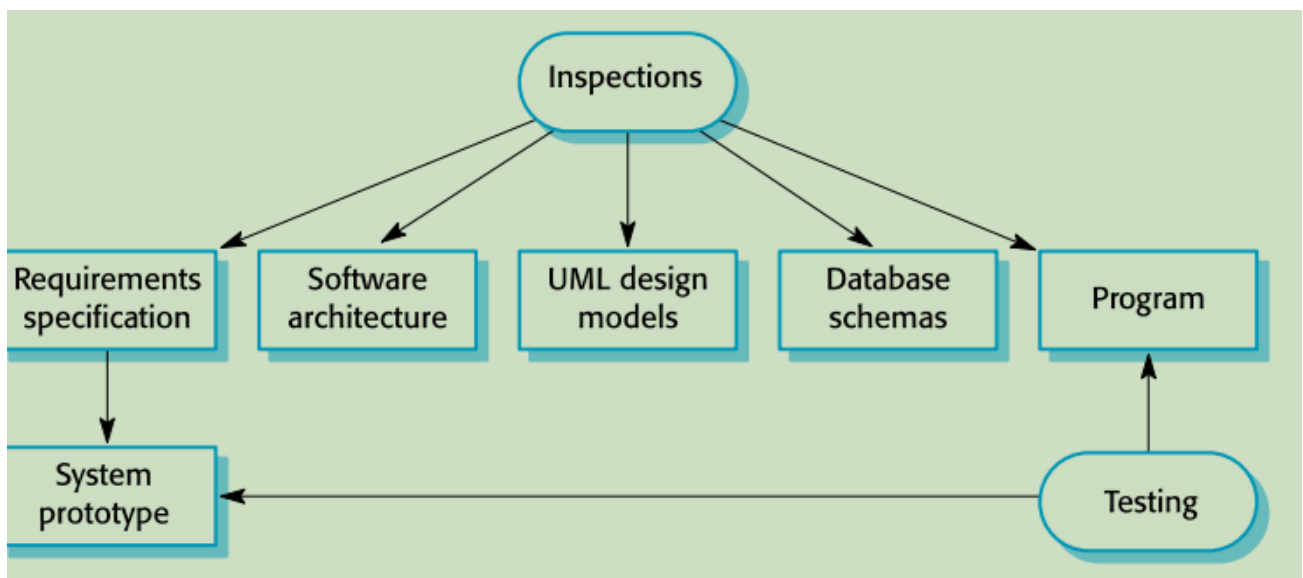 Inspections
Requirements
specification
Software
architecture
UML design
models
Database
schemas
Program
System
prototype
Testing